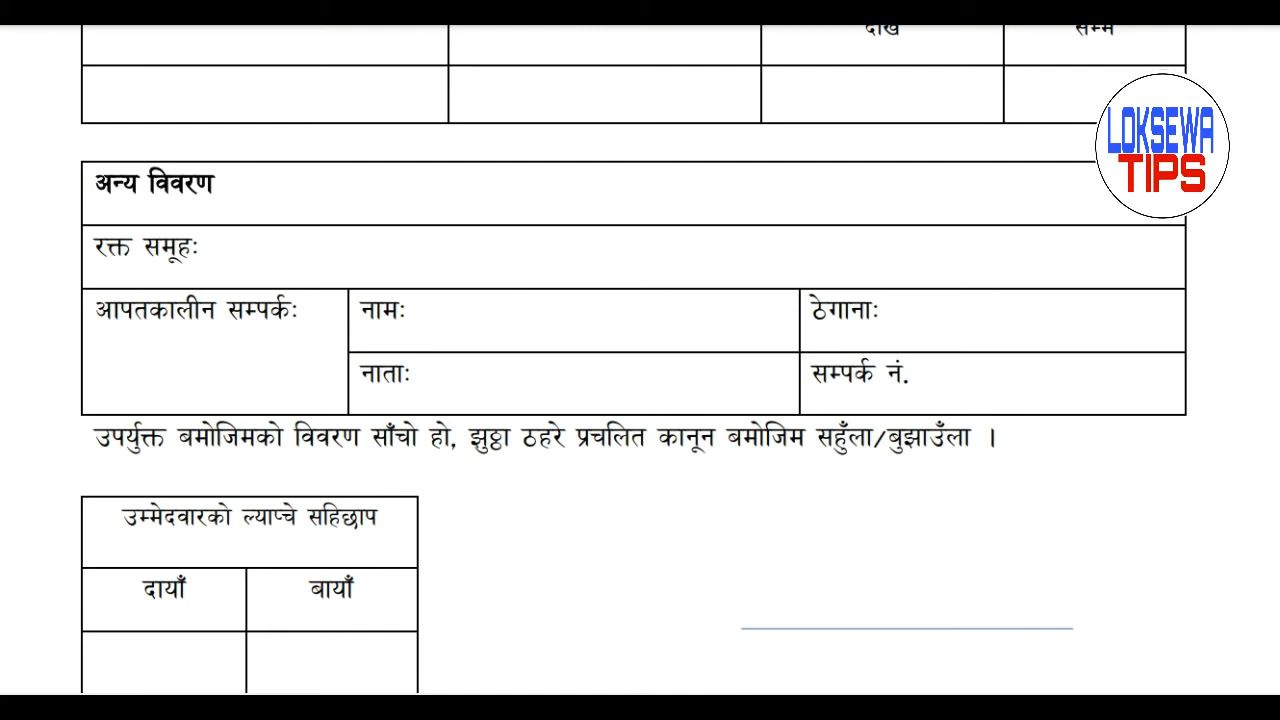 देखि सम्म
LOKSEWA
TIPS
अन्य विवरण
रक्त समूहः
आपतकालीन सम्पर्कः नामः ठेगानाः
नाताः सम्पर्क नं.
उपर्युक्त बमोजिमको विवरण साँचो हो, झुठ्ठा ठहरे प्रचलित कानून बमोजिम सहुँला/बुझाउँला ।
उम्मेदवारको ल्याप्चे सहिछाप
दायाँ बायाँ